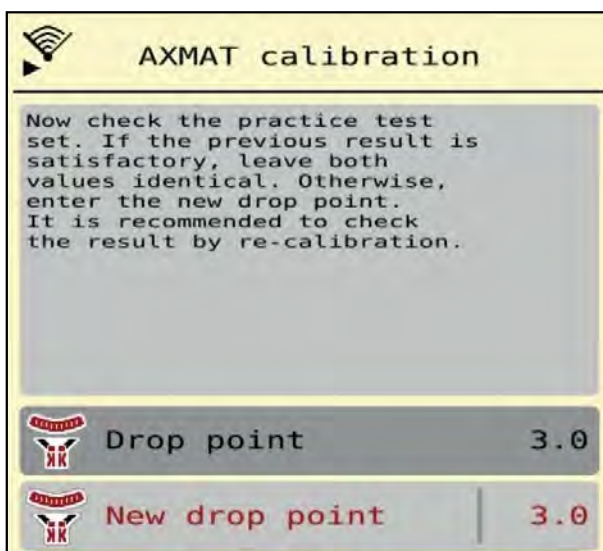 AXMAT calibration
Now check the practice test
set. If the previous result is
satisfactory, leave both
values identical. Otherwise,
enter the new drop point.
It is recommended to check
the result by re-calibration.
Drop point 3.0
New drop point 3.0